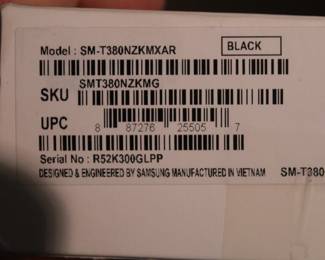 Model : SM-T380NZKMXAR BLACK
SKU SMT380NZKMG
UPC 8 87276 25505 7
Serial No : R52K300GLPP
DESIGNED & ENGINEERED BY SAMSUNG MANUFACTURED IN VIETNAM SM-T380